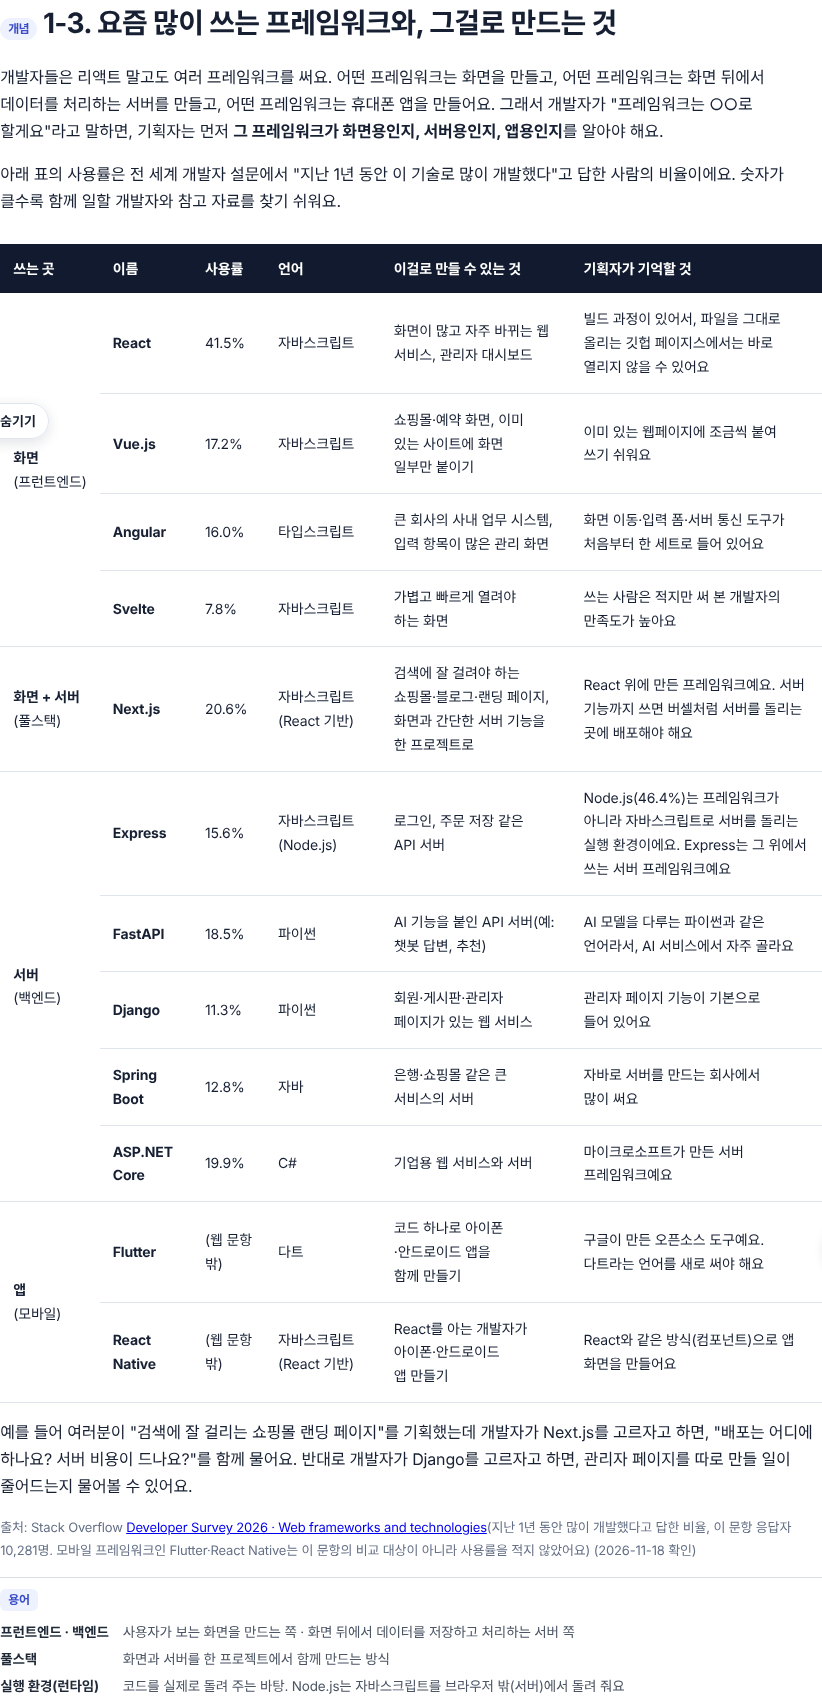 개념 1-3. 요즘 많이 쓰는 프레임워크와, 그걸로 만드는 것
개발자들은 리액트 말고도 여러 프레임워크를 써요. 어떤 프레임워크는 화면을 만들고, 어떤 프레임워크는 화면 뒤에서
데이터를 처리하는 서버를 만들고, 어떤 프레임워크는 휴대폰 앱을 만들어요. 그래서 개발자가 "프레임워크는 ○○로
할게요"라고 말하면, 기획자는 먼저 그 프레임워크가 화면용인지, 서버용인지, 앱용인지를 알아야 해요.
아래 표의 사용률은 전 세계 개발자 설문에서 "지난 1년 동안 이 기술로 많이 개발했다"고 답한 사람의 비율이에요. 숫자가
클수록 함께 일할 개발자와 참고 자료를 찾기 쉬워요.
쓰는 곳 이름 사용률 언어 이걸로 만들 수 있는 것 기획자가 기억할 것
숨기기
화면
(프런트엔드)
React 41.5% 자바스크립트
화면이 많고 자주 바뀌는 웹
서비스, 관리자 대시보드
빌드 과정이 있어서, 파일을 그대로
올리는 깃헙 페이지스에서는 바로
열리지 않을 수 있어요
Vue.js 17.2% 자바스크립트
쇼핑몰·예약 화면, 이미
있는 사이트에 화면
일부만 붙이기
이미 있는 웹페이지에 조금씩 붙여
쓰기 쉬워요
Angular 16.0% 타입스크립트
큰 회사의 사내 업무 시스템,
입력 항목이 많은 관리 화면
화면 이동·입력 폼·서버 통신 도구가
처음부터 한 세트로 들어 있어요
Svelte 7.8% 자바스크립트
가볍고 빠르게 열려야
하는 화면
쓰는 사람은 적지만 써 본 개발자의
만족도가 높아요
화면 + 서버
(풀스택)
Next.js 20.6%
자바스크립트
(React 기반)
검색에 잘 걸려야 하는
쇼핑몰·블로그·랜딩 페이지,
화면과 간단한 서버 기능을
한 프로젝트로
React 위에 만든 프레임워크예요. 서버
기능까지 쓰면 버셀처럼 서버를 돌리는
곳에 배포해야 해요
서버
(백엔드)
Express 15.6%
자바스크립트
(Node.js)
로그인, 주문 저장 같은
API 서버
Node.js(46.4%)는 프레임워크가
아니라 자바스크립트로 서버를 돌리는
실행 환경이에요. Express는 그 위에서
쓰는 서버 프레임워크예요
FastAPI 18.5% 파이썬
AI 기능을 붙인 API 서버(예:
챗봇 답변, 추천)
AI 모델을 다루는 파이썬과 같은
언어라서, AI 서비스에서 자주 골라요
Django 11.3% 파이썬
회원·게시판·관리자
페이지가 있는 웹 서비스
관리자 페이지 기능이 기본으로
들어 있어요
Spring
Boot
12.8% 자바
은행·쇼핑몰 같은 큰
서비스의 서버
자바로 서버를 만드는 회사에서
많이 써요
ASP.NET
Core
19.9% C#
기업용 웹 서비스와 서버
마이크로소프트가 만든 서버
프레임워크예요
앱
(모바일)
Flutter
(웹 문항
밖)
다트
코드 하나로 아이폰
·안드로이드 앱을
함께 만들기
구글이 만든 오픈소스 도구예요.
다트라는 언어를 새로 써야 해요
React
Native
(웹 문항
밖)
자바스크립트
(React 기반)
React를 아는 개발자가
아이폰·안드로이드
앱 만들기
React와 같은 방식(컴포넌트)으로 앱
화면을 만들어요
예를 들어 여러분이 "검색에 잘 걸리는 쇼핑몰 랜딩 페이지"를 기획했는데 개발자가 Next.js를 고르자고 하면, "배포는 어디에
하나요? 서버 비용이 드나요?"를 함께 물어요. 반대로 개발자가 Django를 고르자고 하면, 관리자 페이지를 따로 만들 일이
줄어드는지 물어볼 수 있어요.
출처: Stack Overflow Developer Survey 2026 · Web frameworks and technologies(지난 1년 동안 많이 개발했다고 답한 비율, 이 문항 응답자
10,281명. 모바일 프레임워크인 Flutter·React Native는 이 문항의 비교 대상이 아니라 사용률을 적지 않았어요) (2026-11-18 확인)
용어
프런트엔드 · 백엔드 사용자가 보는 화면을 만드는 쪽 · 화면 뒤에서 데이터를 저장하고 처리하는 서버 쪽
풀스택 화면과 서버를 한 프로젝트에서 함께 만드는 방식
실행 환경(런타임) 코드를 실제로 돌려 주는 바탕. Node.js는 자바스크립트를 브라우저 밖(서버)에서 돌려 줘요